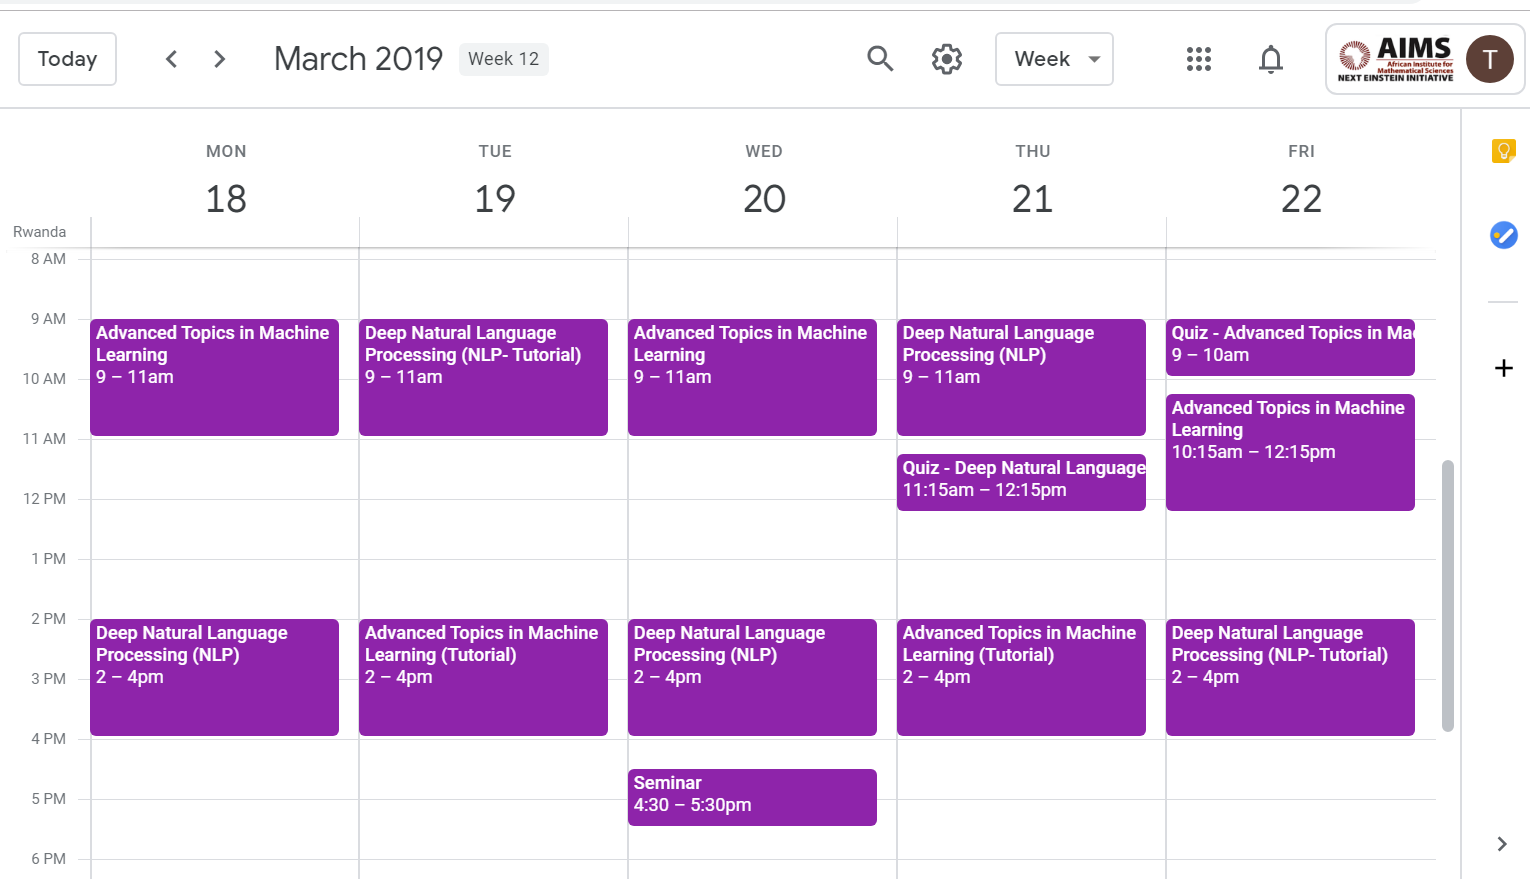 Today
March 2019
Week 12
Week
AIMS
African Institute for
Mathematical Sciences
NEXT EINSTEIN INITIATIVE
T
MON
TUE
WED
THU
FRI
18
19
20
21
22
Rwanda
8 AM
9 AM
10 AM
11 AM
12 PM
1 PM
2 PM
3 PM
4 PM
5 PM
6 PM
Advanced Topics in Machine
Learning
9 – 11am
Deep Natural Language
Processing (NLP)
2 – 4pm
Deep Natural Language
Processing (NLP- Tutorial)
9 – 11am
Advanced Topics in Machine
Learning (Tutorial)
2 – 4pm
Advanced Topics in Machine
Learning
9 – 11am
Deep Natural Language
Processing (NLP)
2 – 4pm
Seminar
4:30 – 5:30pm
Deep Natural Language
Processing (NLP)
9 – 11am
Quiz - Deep Natural Language
11:15am – 12:15pm
Advanced Topics in Machine
Learning (Tutorial)
2 – 4pm
Quiz - Advanced Topics in Mac
9 – 10am
Advanced Topics in Machine
Learning
10:15am – 12:15pm
Deep Natural Language
Processing (NLP- Tutorial)
2 – 4pm